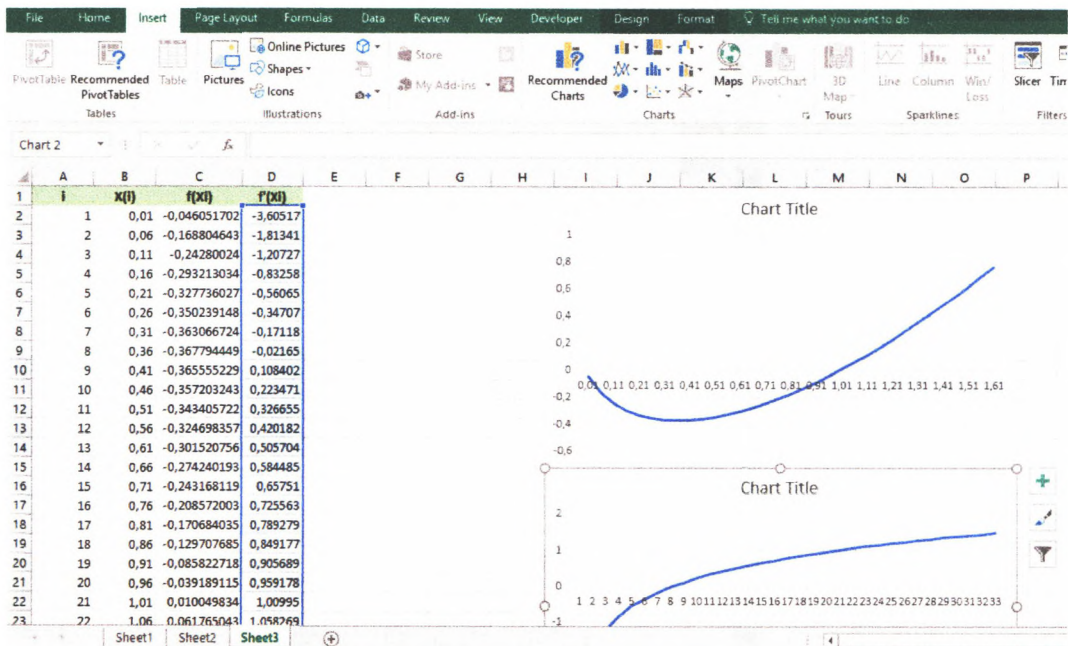 File Home Insert Page Layout Formulas Data Review View Developer Design Format Tell me what you want to do
PivotTable Recommended PivotTables Table
Tables
Pictures Online Pictures Shapes Icons
Illustrations
Store
My Add-ins
Add-ins
Recommended Charts
Maps PivotChart
Charts
3D Map
Tours
Line Column Win/Loss
Sparklines
Slicer Tim
Filters
Chart 2 fx
A B C D E F G H I J K L M N O P
1 i x(i) f(xi) f'(xi)
2 1 0,01 -0,046051702 -3,60517
3 2 0,06 -0,168804643 -1,81341
4 3 0,11 -0,24280024 -1,20727
5 4 0,16 -0,293213034 -0,83258
6 5 0,21 -0,327736027 -0,56065
7 6 0,26 -0,350239148 -0,34707
8 7 0,31 -0,363066724 -0,17118
9 8 0,36 -0,367794449 -0,02165
10 9 0,41 -0,365555229 0,108402
11 10 0,46 -0,357203243 0,223471
12 11 0,51 -0,343405722 0,326655
13 12 0,56 -0,324698357 0,420182
14 13 0,61 -0,301520756 0,505704
15 14 0,66 -0,274240193 0,584485
16 15 0,71 -0,243168119 0,65751
17 16 0,76 -0,208572003 0,725563
18 17 0,81 -0,170684035 0,789279
19 18 0,86 -0,129707685 0,849177
20 19 0,91 -0,085822718 0,905689
21 20 0,96 -0,039189115 0,959178
22 21 1,01 0,010049834 1,00995
23 22 1,06 0,061765043 1,058269
Chart Title
1
0,8
0,6
0,4
0,2
0
0,01 0,11 0,21 0,31 0,41 0,51 0,61 0,71 0,81 0,91 1,01 1,11 1,21 1,31 1,41 1,51 1,61
-0,2
-0,4
-0,6
Chart Title
2
1
0
1 2 3 4 5 6 7 8 9 10 11 12 13 14 15 16 17 18 19 20 21 22 23 24 25 26 27 28 29 30 31 32 33
-1
Sheet1 Sheet2 Sheet3